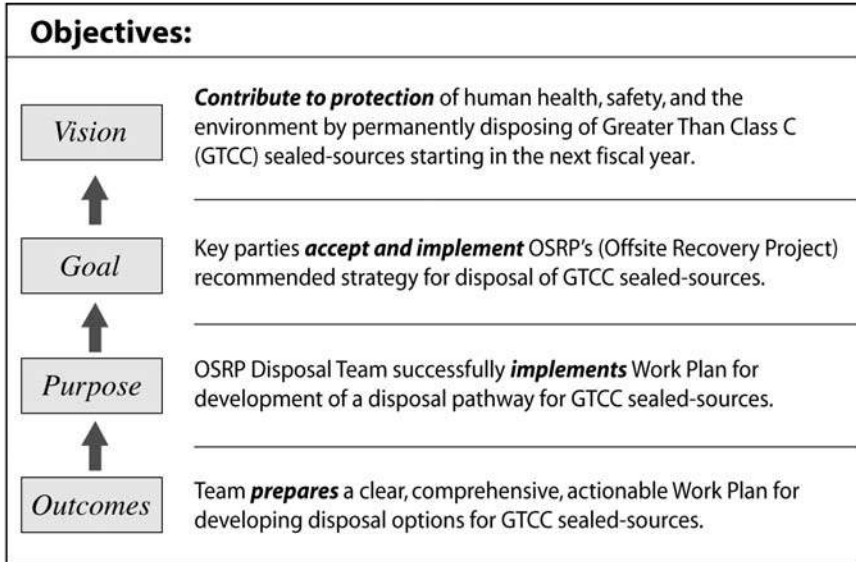 Objectives:
Vision
Contribute to protection of human health, safety, and the
environment by permanently disposing of Greater Than Class C
(GTCC) sealed-sources starting in the next fiscal year.
Goal
Key parties accept and implement OSRP's (Offsite Recovery Project)
recommended strategy for disposal of GTCC sealed-sources.
Purpose
OSRP Disposal Team successfully implements Work Plan for
development of a disposal pathway for GTCC sealed-sources.
Outcomes
Team prepares a clear, comprehensive, actionable Work Plan for
developing disposal options for GTCC sealed-sources.